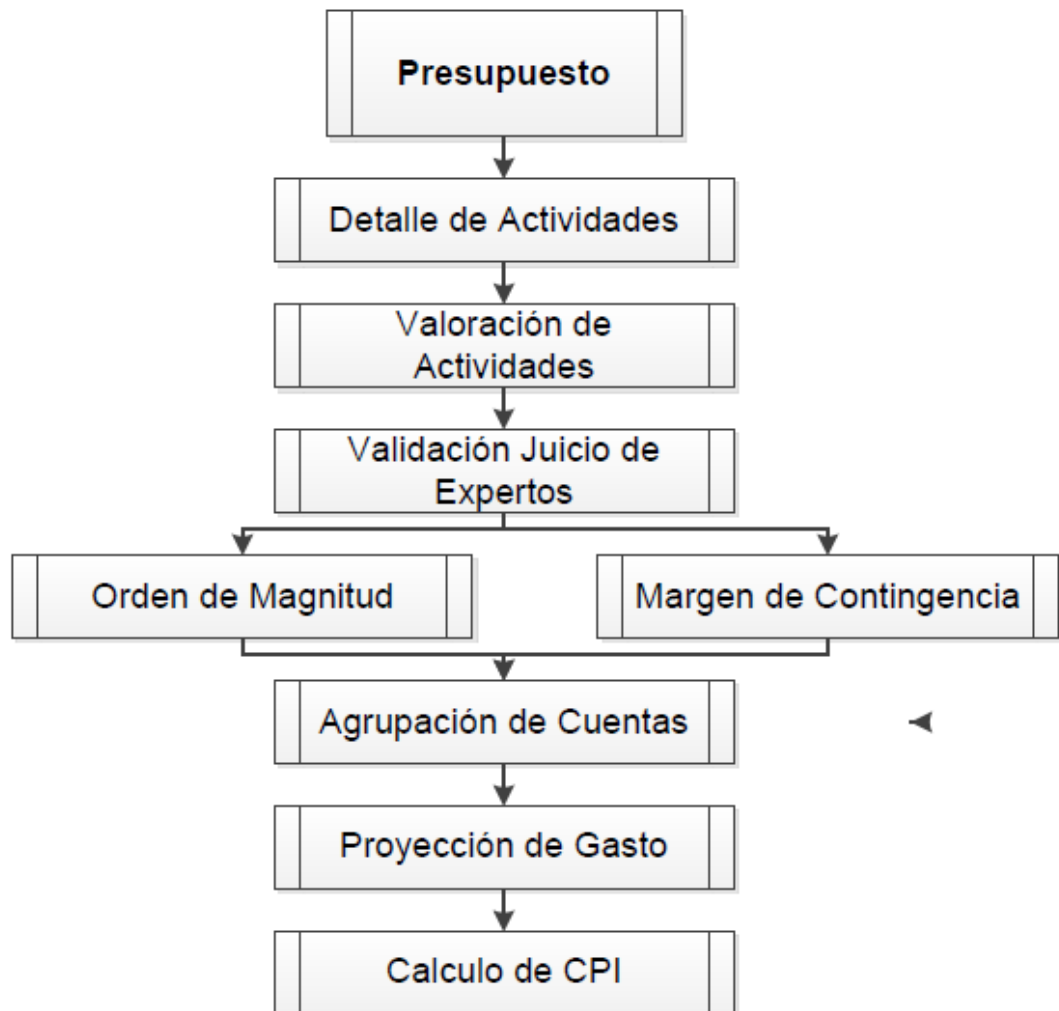 Presupuesto
Detalle de Actividades
Valoración de
Actividades
Validación Juicio de
Expertos
Orden de Magnitud
Margen de Contingencia
Agrupación de Cuentas
Proyección de Gasto
Calculo de CPI